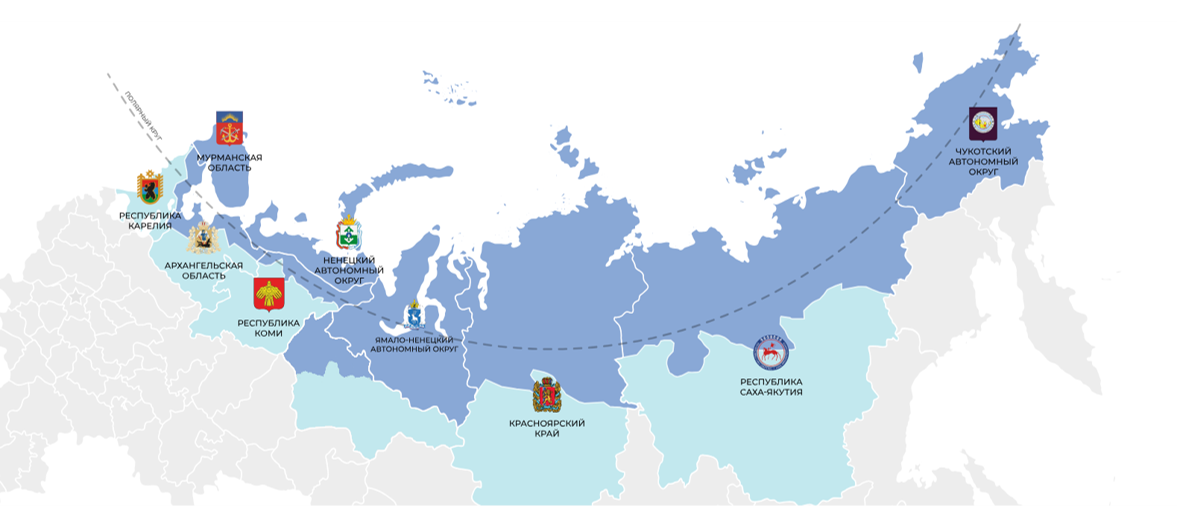 ПОЛЯРНЫЙ КРУГ
МУРМАНСКАЯ
ОБЛАСТЬ
РЕСПУБЛИКА
КАРЕЛИЯ
АРХАНГЕЛЬСКАЯ
ОБЛАСТЬ
НЕНЕЦКИЙ
АВТОНОМНЫЙ
ОКРУГ
РЕСПУБЛИКА
КОМИ
ЯМАЛО-НЕНЕЦКИЙ
АВТОНОМНЫЙ ОКРУГ
КРАСНОЯРСКИЙ
КРАЙ
РЕСПУБЛИКА
САХА-ЯКУТИЯ
ЧУКОТСКИЙ
АВТОНОМНЫЙ
ОКРУГ